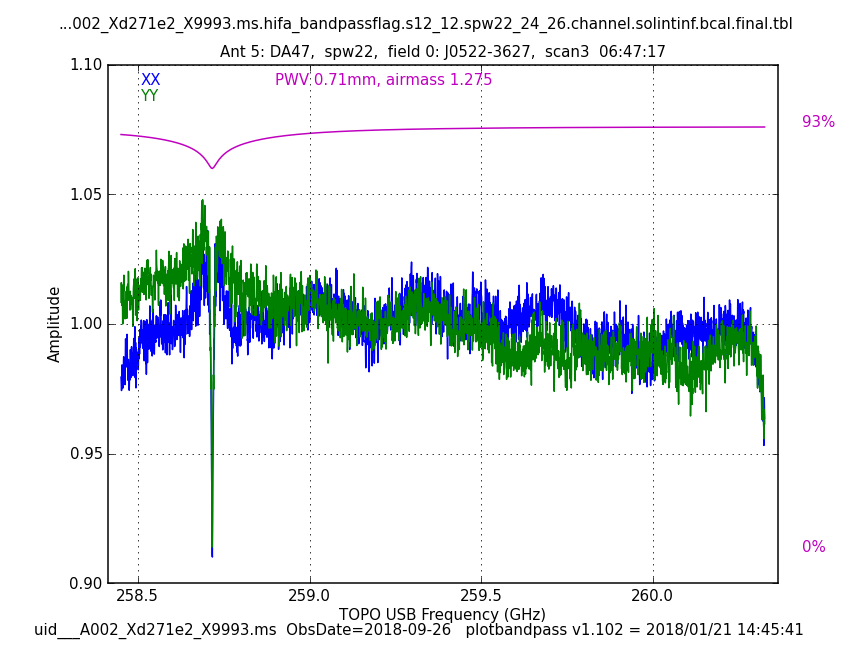 ...002_Xd271e2_X9993.ms.hifa_bandpassflag.s12_12.spw22_24_26.channel.solintinf.bcal.final.tbl
Ant 5: DA47,  spw22,  field 0: J0522-3627,  scan3  06:47:17
1.10
XX
PWV 0.71mm, airmass 1.275
YY
93%
1.05
1.00
Amplitude
0.95
0%
0.90
258.5
259.0
259.5
260.0
TOPO USB Frequency (GHz)
uid___A002_Xd271e2_X9993.ms  ObsDate=2018-09-26   plotbandpass v1.102 = 2018/01/21 14:45:41